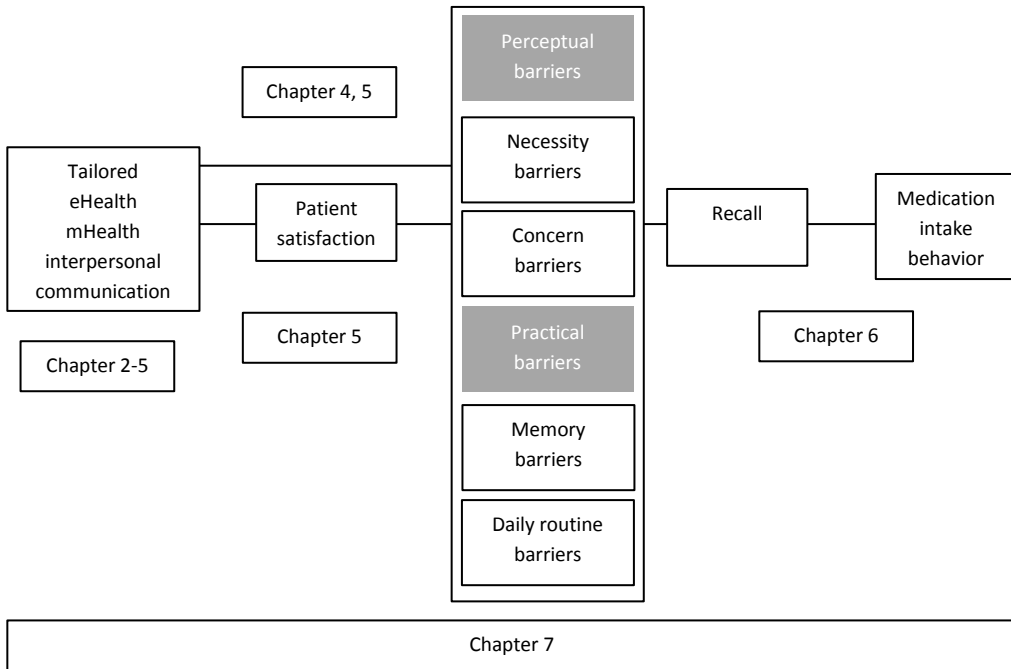 Chapter 4, 5
Tailored
eHealth
mHealth
interpersonal
communication
Chapter 2-5
Patient
satisfaction
Chapter 5
Perceptual
barriers
Necessity
barriers
Concern
barriers
Practical
barriers
Memory
barriers
Daily routine
barriers
Recall
Medication
intake
behavior
Chapter 6
Chapter 7